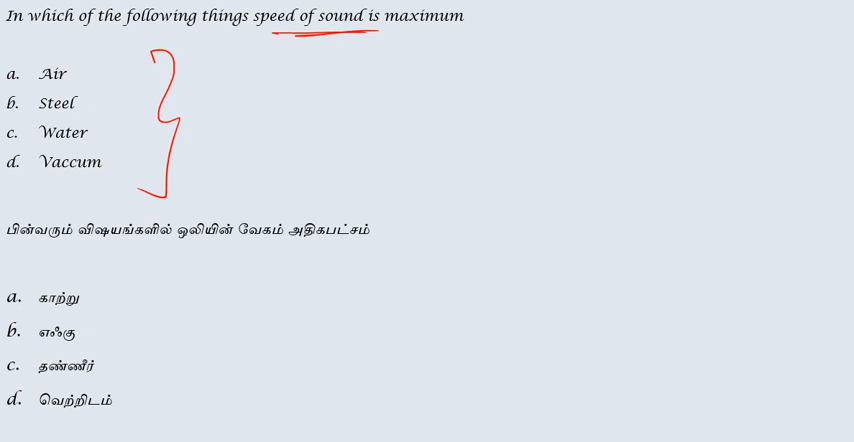 In which of the following things speed of sound is maximum
a. Air
b. Steel
c. Water
d. Vaccum
பின்வரும் விஷயங்களில் ஒலியின் வேகம் அதிகபட்சம்
a. காற்று
b. எஃகு
c. தண்ணீர்
d. வெற்றிடம்